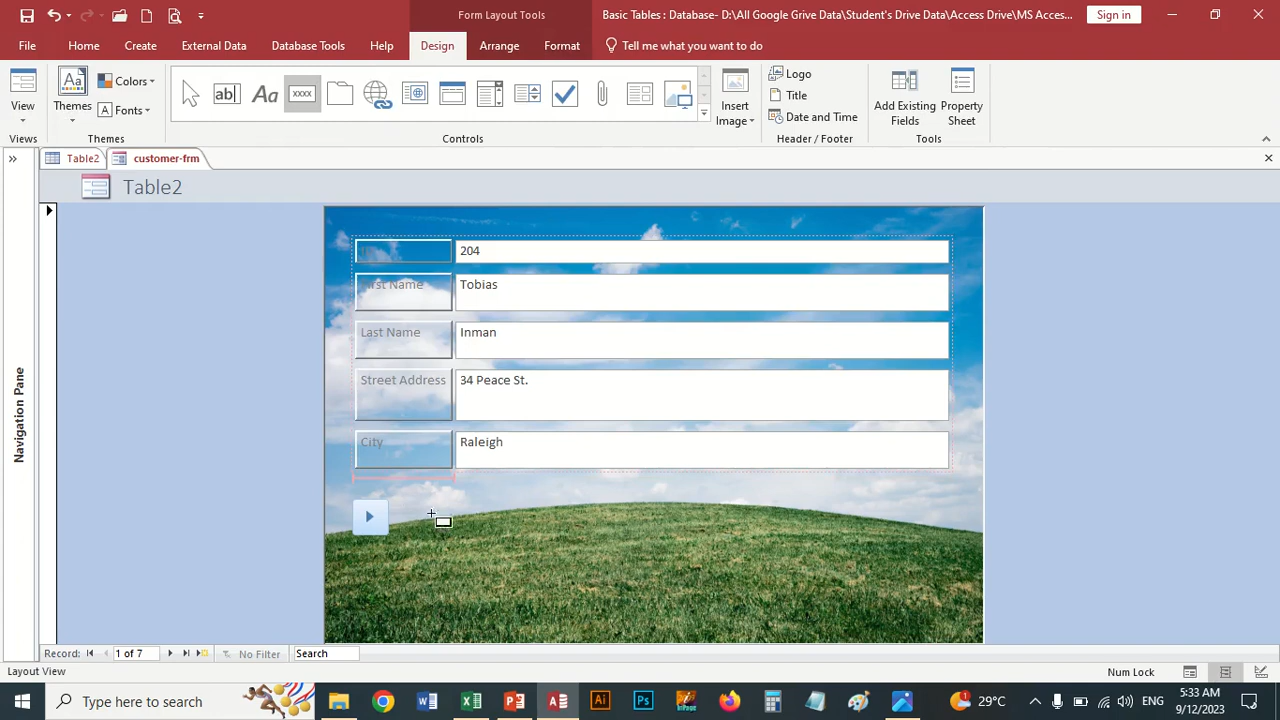 Form Layout Tools
Basic Tables : Database- D:\All Google Grive Data\Student's Drive Data\Access Drive\MS Acces...
Sign in
File
Home
Create
External Data
Database Tools
Help
Design
Arrange
Format
Tell me what you want to do
View
Themes
Colors
Fonts
ab
Aa
xxxx
Insert
Image
Logo
Title
Date and Time
Add Existing
Fields
Property
Sheet
Views
Themes
Controls
Header / Footer
Tools
Table2
customer-frm
Table2
Navigation Pane
204
First Name
Tobias
Last Name
Inman
Street Address
34 Peace St.
City
Raleigh
Record:
1 of 7
No Filter
Search
Layout View
Num Lock
Type here to search
29°C
ENG
5:33 AM
9/12/2023